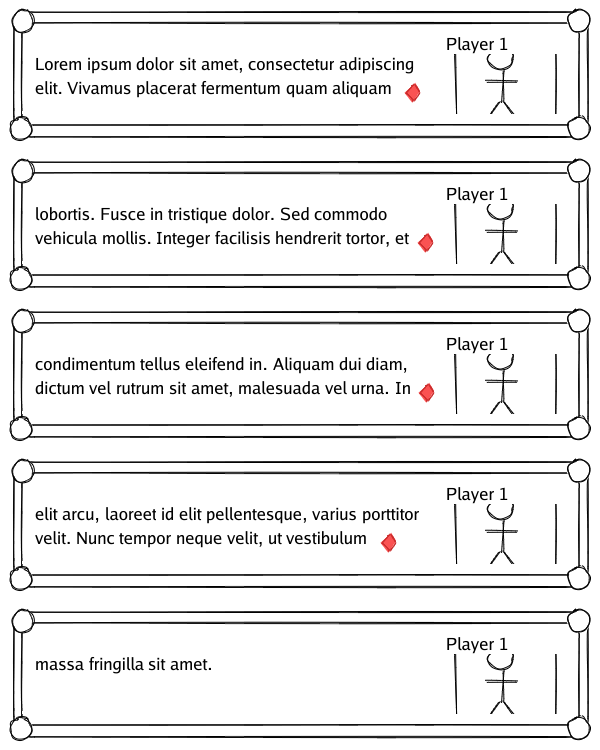 Player 1
Lorem ipsum dolor sit amet, consectetur adipiscing
elit. Vivamus placerat fermentum quam aliquam
Player 1
lobortis. Fusce in tristique dolor. Sed commodo
vehicula mollis. Integer facilisis hendrerit tortor, et
Player 1
condimentum tellus eleifend in. Aliquam dui diam,
dictum vel rutrum sit amet, malesuada vel urna. In
Player 1
elit arcu, laoreet id elit pellentesque, varius porttitor
velit. Nunc tempor neque velit, ut vestibulum
Player 1
massa fringilla sit amet.